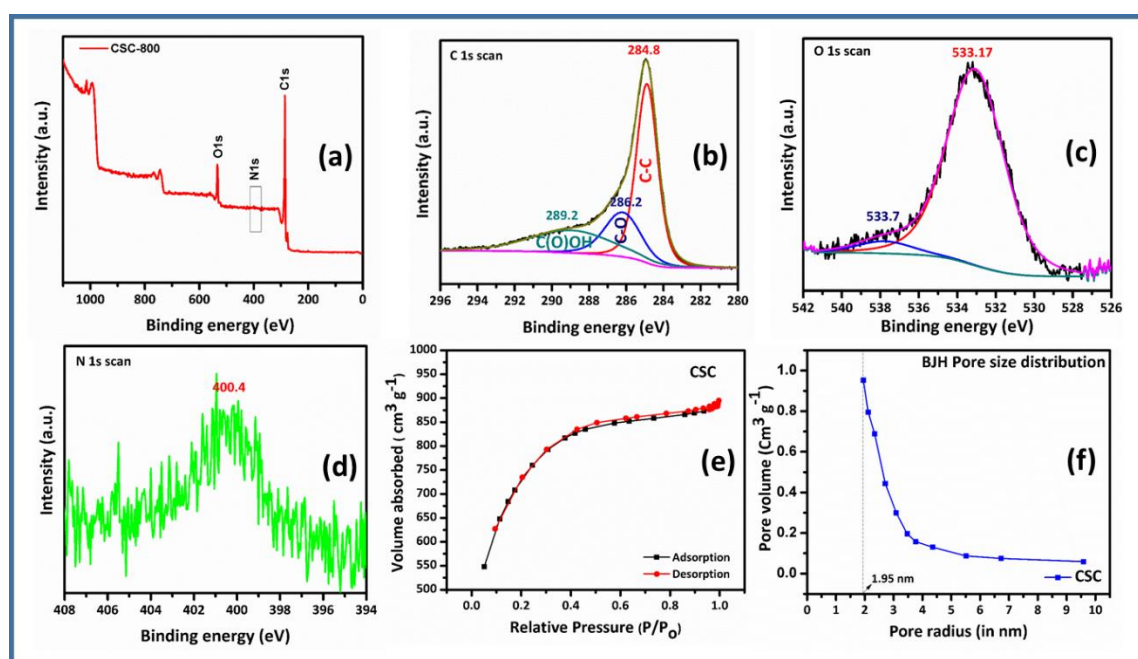 CSC-800
C1s
O1s
N1s
(a)
Intensity (a.u.)
1000 800 600 400 200 0
Binding energy (eV)
C 1s scan
284.8
(b)
C-C
286.2
C-O
289.2
C(O)OH
Intensity (a.u.)
296 294 292 290 288 286 284 282 280
Binding energy (eV)
O 1s scan
533.17
(c)
533.7
Intensity (a.u.)
542 540 538 536 534 532 530 528 526
Binding energy (eV)
N 1s scan
400.4
(d)
Intensity (a.u.)
408 406 404 402 400 398 396 394
Binding energy (eV)
900
850
800
750
700
650
600
550
500
CSC
(e)
Volume absorbed ( cm³ g⁻¹)
Adsorption
Desorption
0.0 0.2 0.4 0.6 0.8 1.0
Relative Pressure (P/Po)
BJH Pore size distribution
1.0
0.8
0.6
0.4
0.2
0.0
(f)
Pore volume (Cm³ g⁻¹)
1.95 nm
CSC
0 1 2 3 4 5 6 7 8 9 10
Pore radius (in nm)